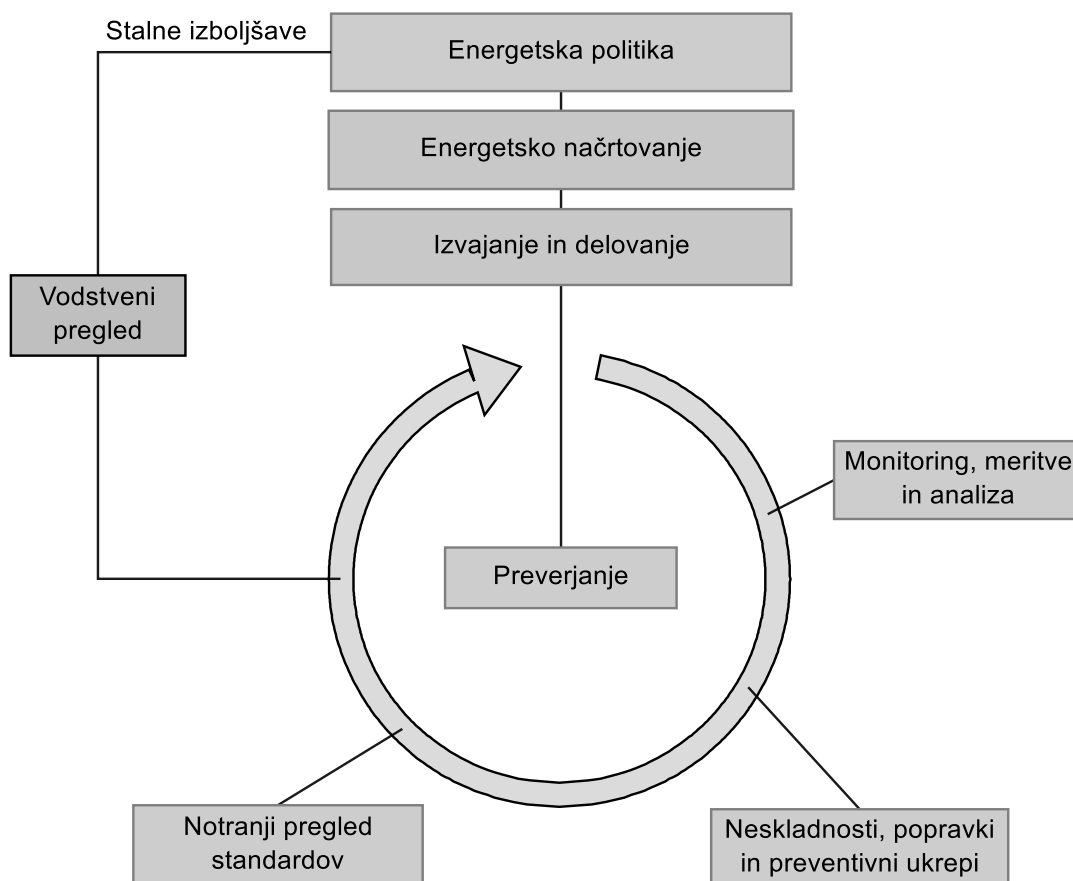 Stalne izboljšave
Energetska politika
Energetsko načrtovanje
Izvajanje in delovanje
Vodstveni
pregled
Monitoring, meritve
in analiza
Preverjanje
Notranji pregled
standardov
Neskladnosti, popravki
in preventivni ukrepi